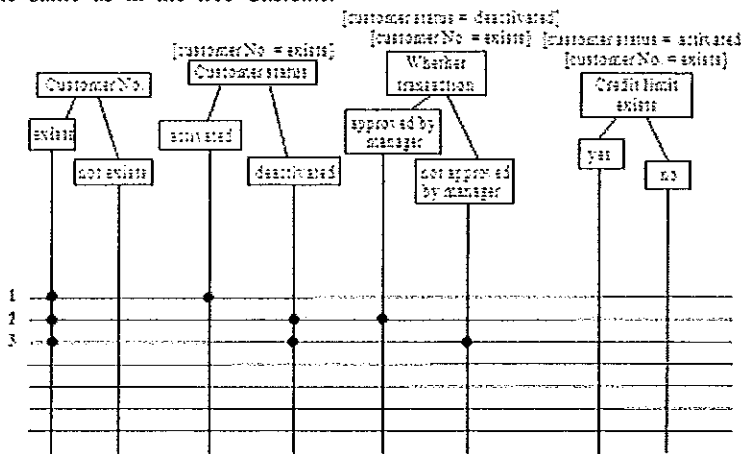 same as in the tree Customer
[customer status = deactivated]
[customerNo = exists]
[customerNo. = exists]
[customer status = activated
[customerNo. = exists]
Whether
transaction
Customer status
Customer No.
Credit limit
exists
exists
activated
approved by
manager
yes
not exists
deactivated
not approved
by manager
no
1
2
3